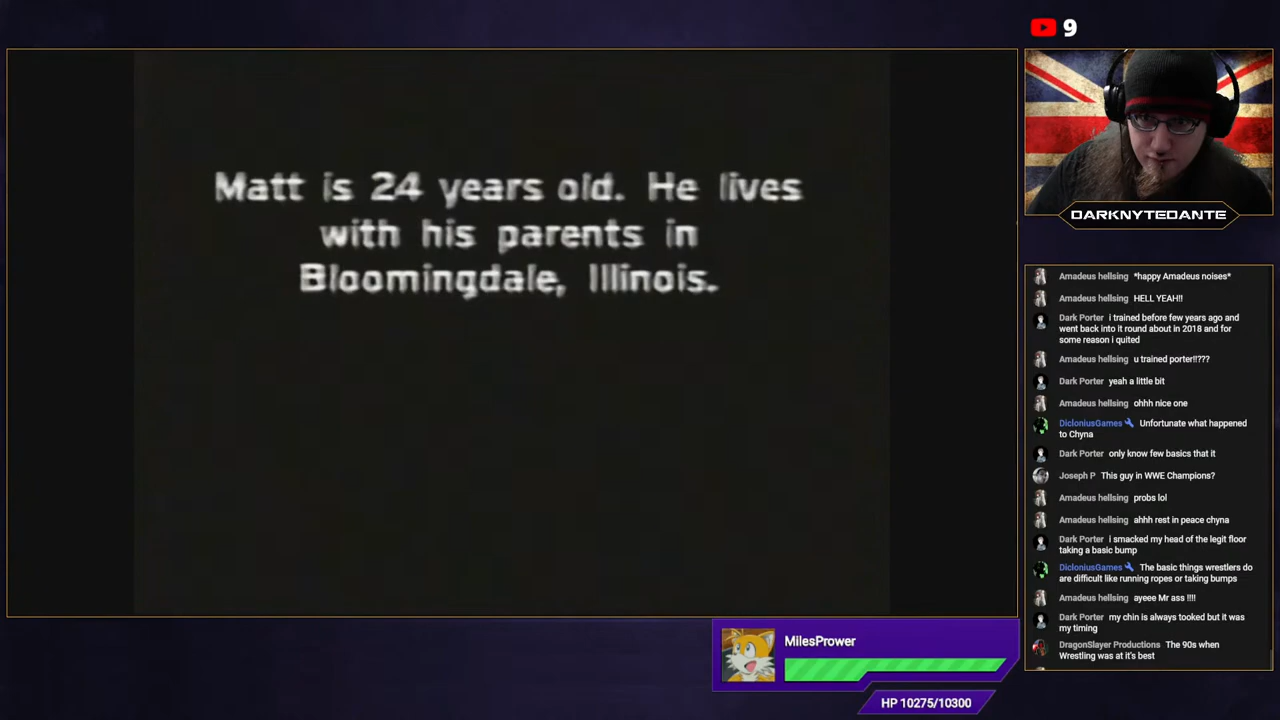 9
Matt is 24 years old. He lives
with his parents in
Bloomingdale, Illinois.
DARKNYTEDANTE
Amadeus hellsing *happy Amadeus noises*
Amadeus hellsing HELL YEAH!!
Dark Porter i trained before few years ago and
went back into it round about in 2018 and for
some reason i quited
Amadeus hellsing u trained porter!!???
Dark Porter yeah a little bit
Amadeus hellsing ohhh nice one
DicloniusGames Unfortunate what happened
to Chyna
Dark Porter only know few basics that it
Joseph P This guy in WWE Champions?
Amadeus hellsing probs lol
Amadeus hellsing ahhh rest in peace chyna
Dark Porter i smacked my head of the legit floor
taking a basic bump
DicloniusGames The basic things wrestlers do
are difficult like running ropes or taking bumps
Amadeus hellsing ayeee Mr ass !!!!
Dark Porter my chin is always tooked but it was
my timing
DragonSlayer Productions The 90s when
Wrestling was at it's best
MilesPrower
HP 10275/10300